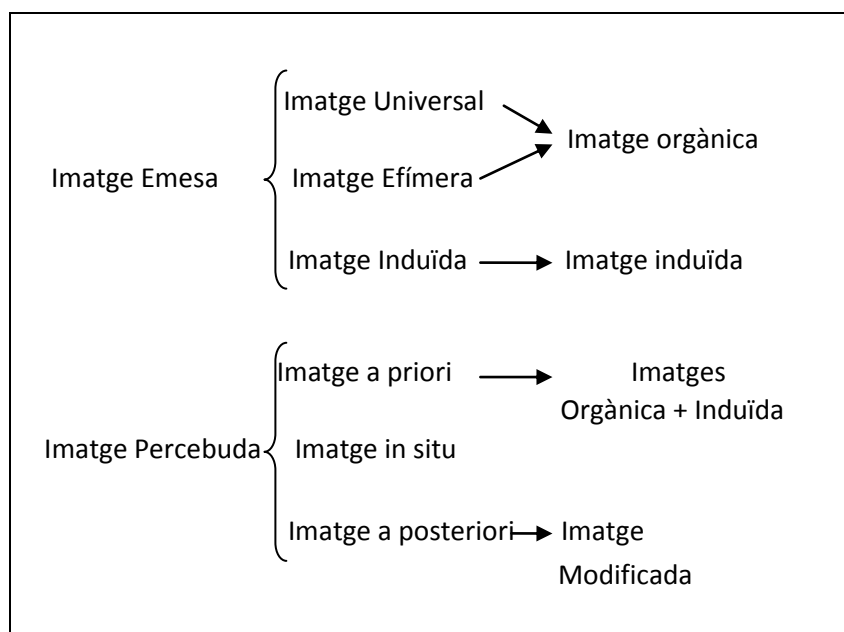 Imatge Universal
Imatge orgànica
Imatge Emesa
Imatge Efímera
Imatge Induïda
Imatge induïda
Imatge a priori
Imatges
Orgànica + Induïda
Imatge Percebuda
Imatge in situ
Imatge a posteriori
Imatge
Modificada